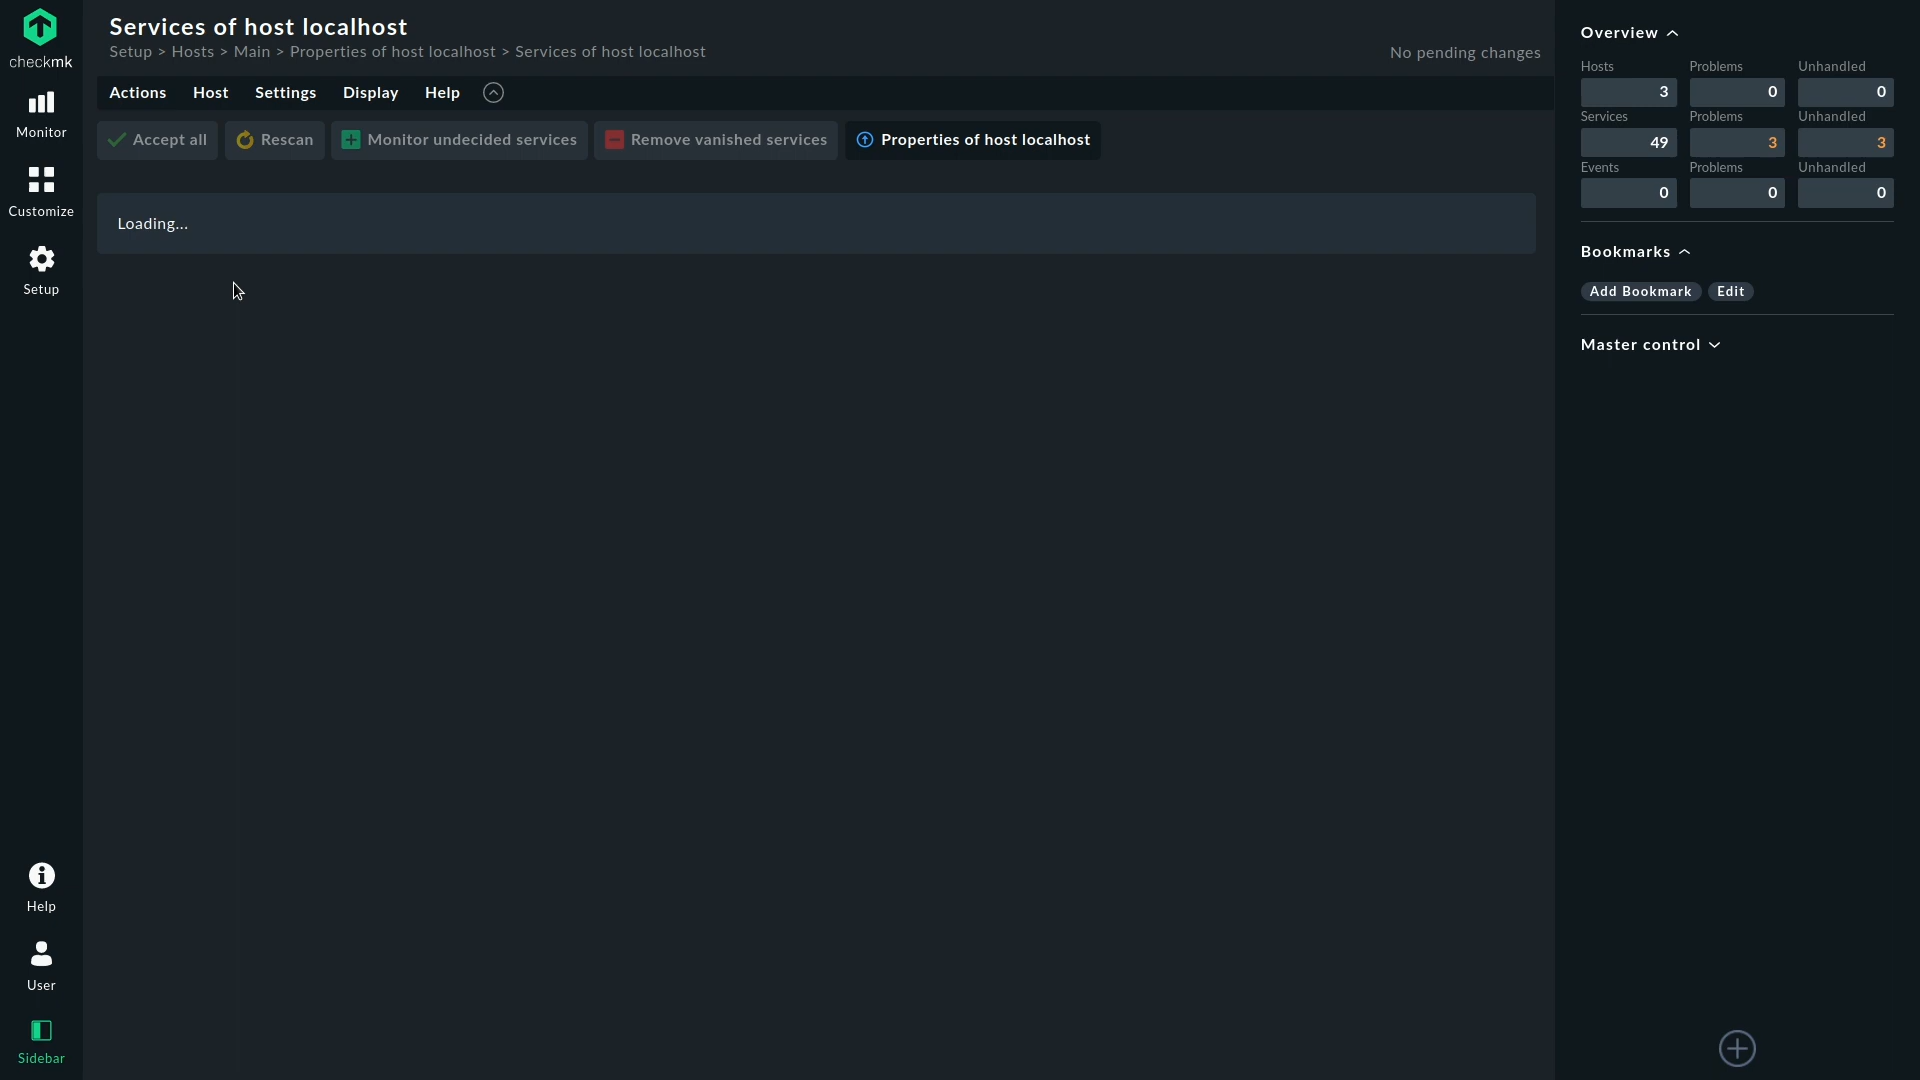 checkmk
Monitor
Customize
Setup
Help
User
Sidebar
Services of host localhost
Setup > Hosts > Main > Properties of host localhost > Services of host localhost
No pending changes
Actions Host Settings Display Help
Accept all Rescan Monitor undecided services Remove vanished services Properties of host localhost
Loading...
Overview
Hosts Problems Unhandled
3 0 0
Services Problems Unhandled
49 3 3
Events Problems Unhandled
0 0 0
Bookmarks
Add Bookmark Edit
Master control